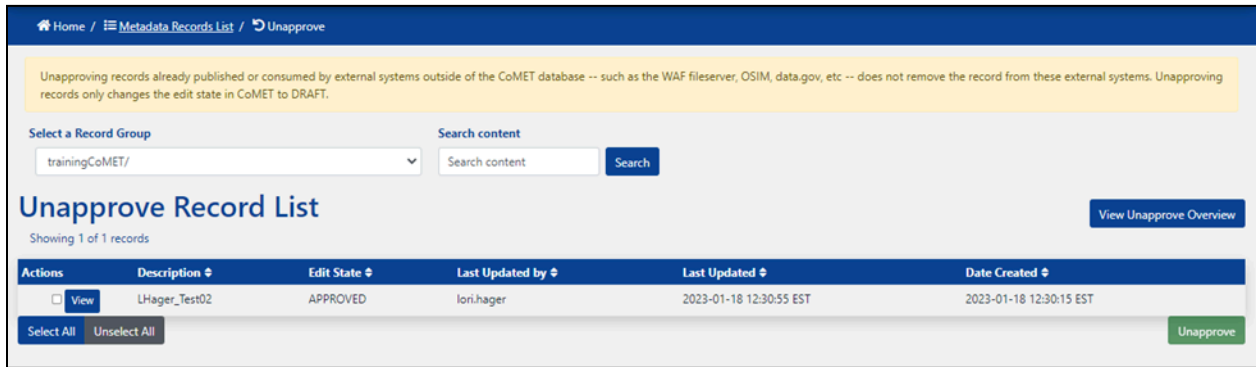 Home / Metadata Records List / Unapprove
Unapproving records already published or consumed by external systems outside of the CoMET database -- such as the WAF fileserver, OSIM, data.gov, etc -- does not remove the record from these external systems. Unapproving
records only changes the edit state in CoMET to DRAFT.
Select a Record Group Search content
trainingCoMET/ Search content Search
Unapprove Record List
View Unapprove Overview
Showing 1 of 1 records
Actions Description Edit State Last Updated by Last Updated Date Created
View LHager_Test02 APPROVED lori.hager 2023-01-18 12:30:55 EST 2023-01-18 12:30:15 EST
Select All Unselect All Unapprove